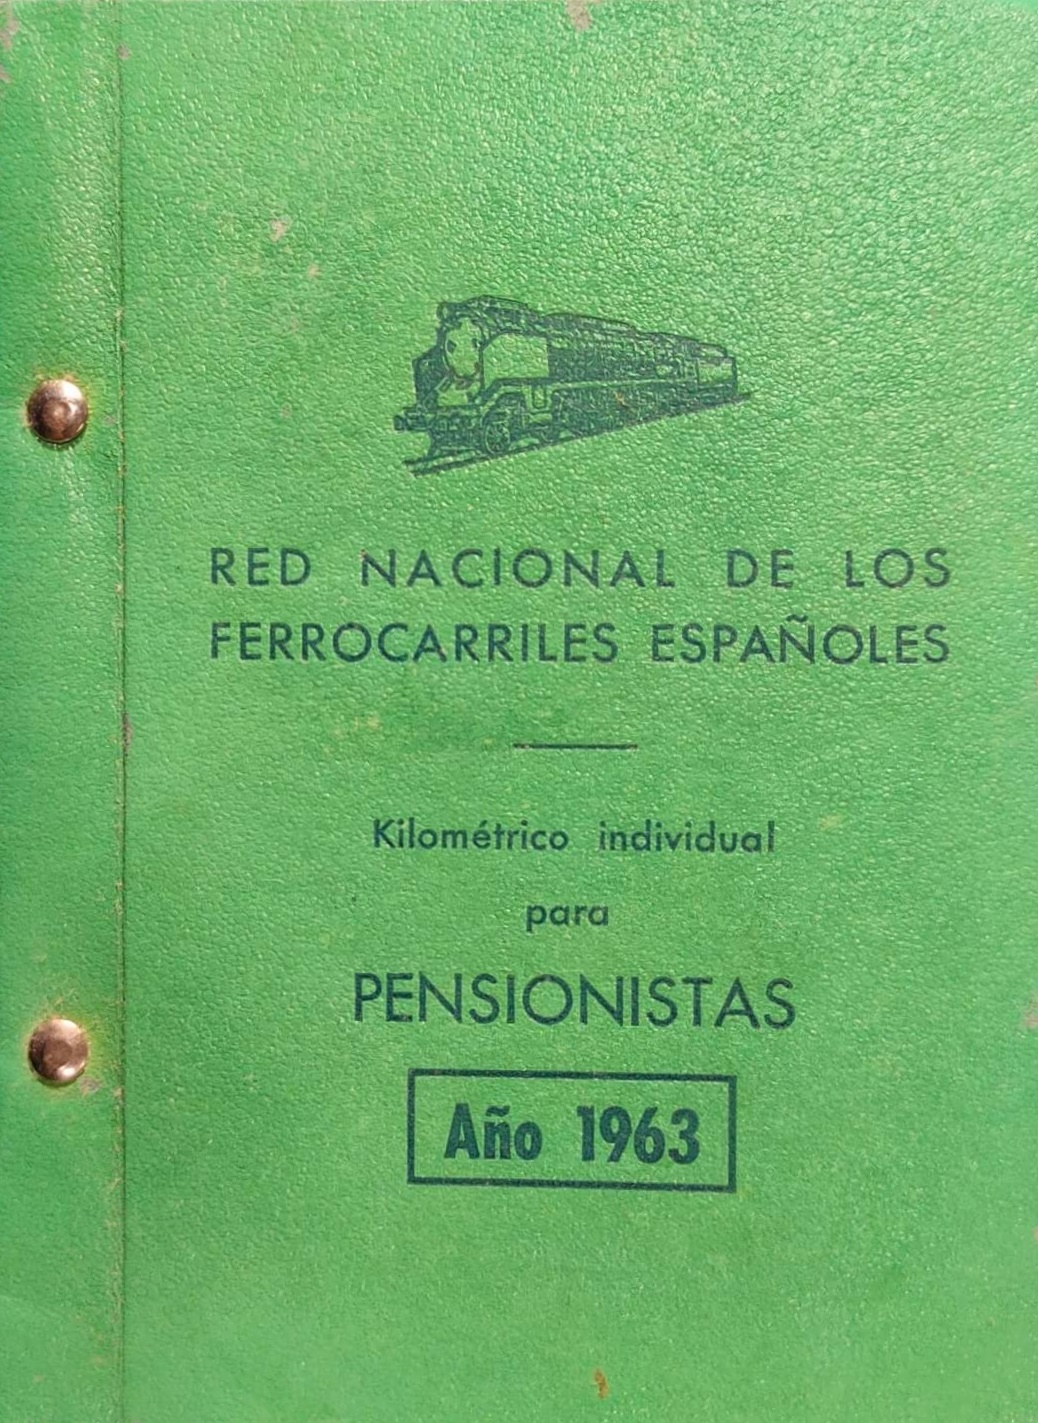 RED NACIONAL DE LOS
FERROCARRILES ESPAÑOLES
Kilométrico individual
para
PENSIONISTAS
Año 1963